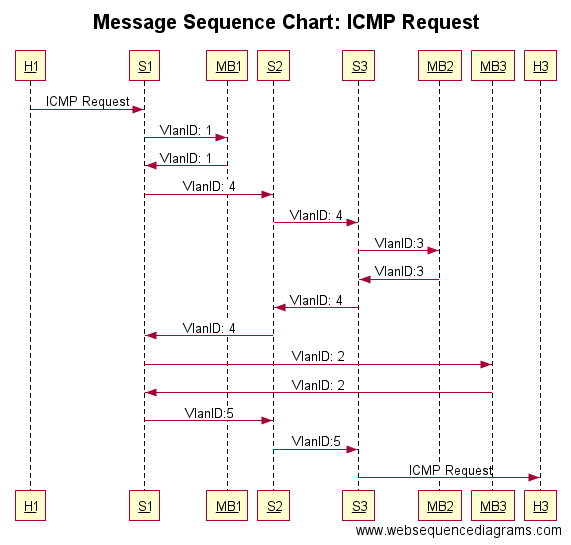 Message Sequence Chart: ICMP Request
H1 S1 MB1 S2 S3 MB2 MB3 H3
ICMP Request
VlanID: 1
VlanID: 1
VlanID: 4
VlanID: 4
VlanID:3
VlanID:3
VlanID: 4
VlanID: 4
VlanID: 2
VlanID: 2
VlanID:5
VlanID:5
ICMP Request
H1 S1 MB1 S2 S3 MB2 MB3 H3
www.websequencediagrams.com